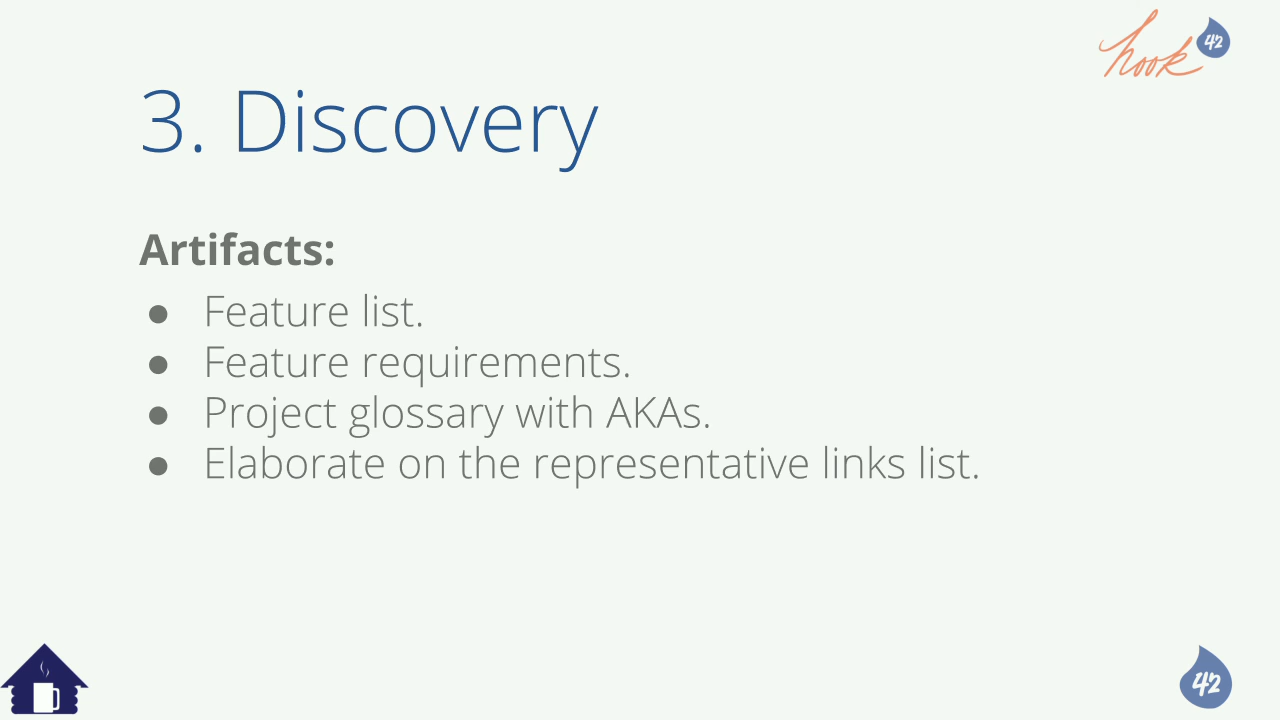 hook 42
3. Discovery
Artifacts:
● Feature list.
● Feature requirements.
● Project glossary with AKAs.
● Elaborate on the representative links list.
42